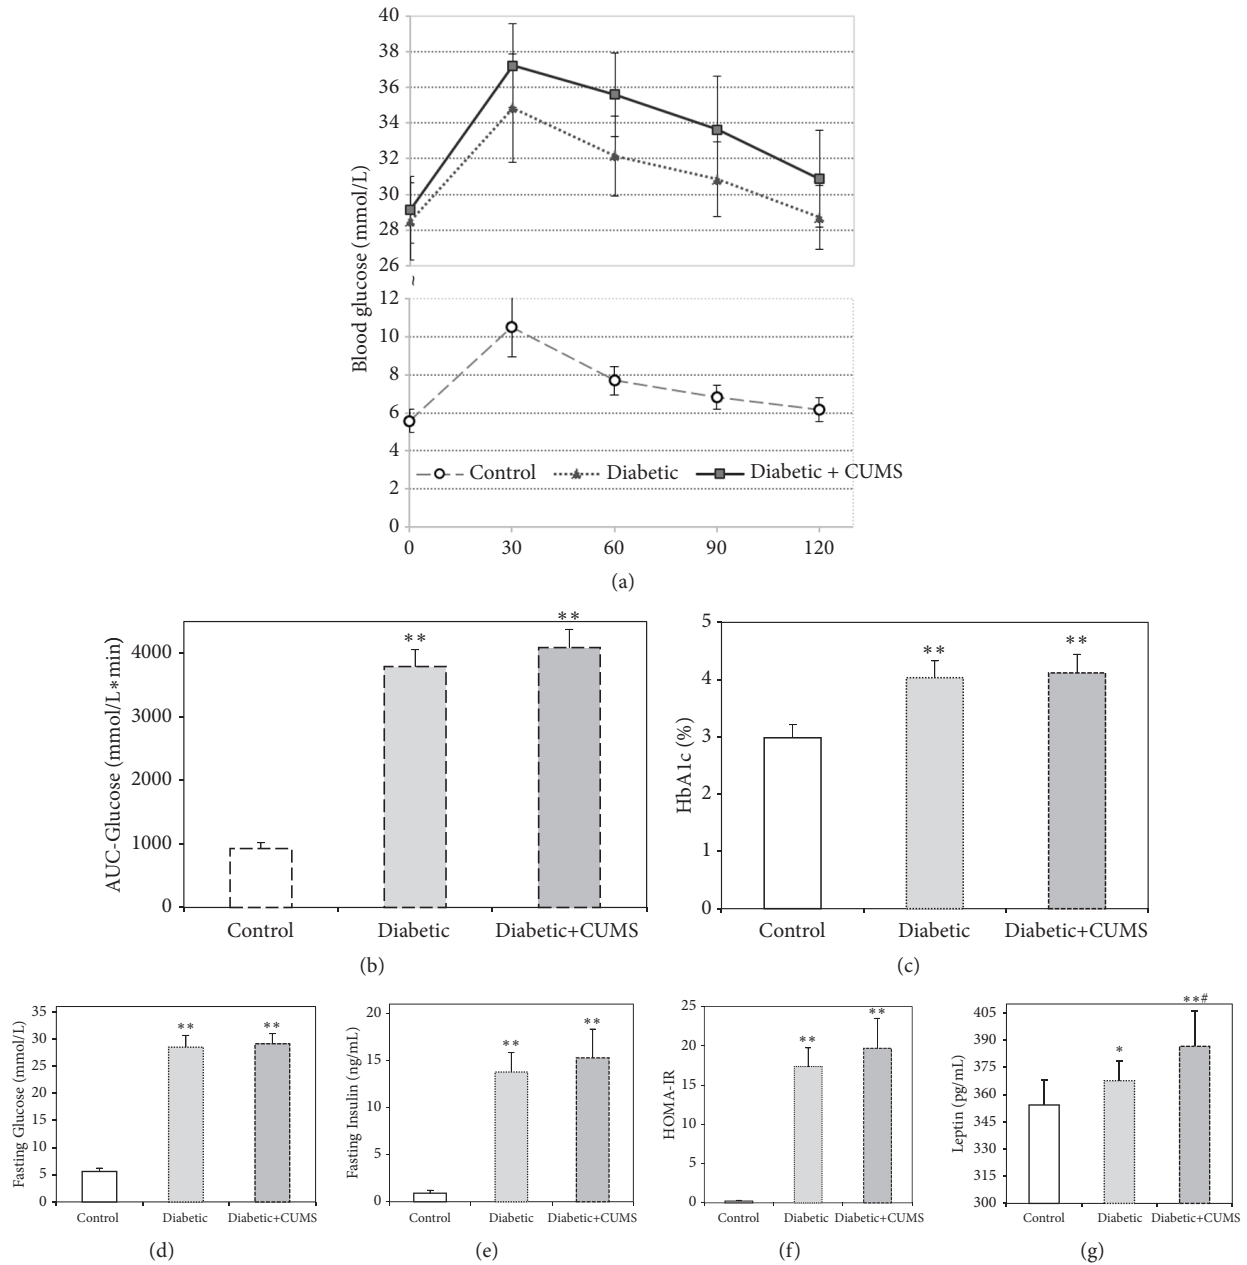 40
38
36
34
32
30
28
26
~
12
10
8
6
4
2
0
Blood glucose (mmol/L)
Control Diabetic Diabetic + CUMS
0 30 60 90 120
(a)
4000
3000
2000
1000
0
AUC-Glucose (mmol/L∗min)
∗∗ ∗∗
Control Diabetic Diabetic+CUMS
(b)
5
4
3
2
1
0
HbA1c (%)
∗∗ ∗∗
Control Diabetic Diabetic+CUMS
(c)
35
30
25
20
15
10
5
0
Fasting Glucose (mmol/L)
∗∗ ∗∗
Control Diabetic Diabetic+CUMS
(d)
20
15
10
5
0
Fasting Insulin (ng/mL)
∗∗ ∗∗
Control Diabetic Diabetic+CUMS
(e)
25
20
15
10
5
0
HOMA-IR
∗∗ ∗∗
Control Diabetic Diabetic+CUMS
(f)
405
390
375
360
345
330
315
300
Leptin (pg/mL)
∗ ∗∗#
Control Diabetic Diabetic+CUMS
(g)